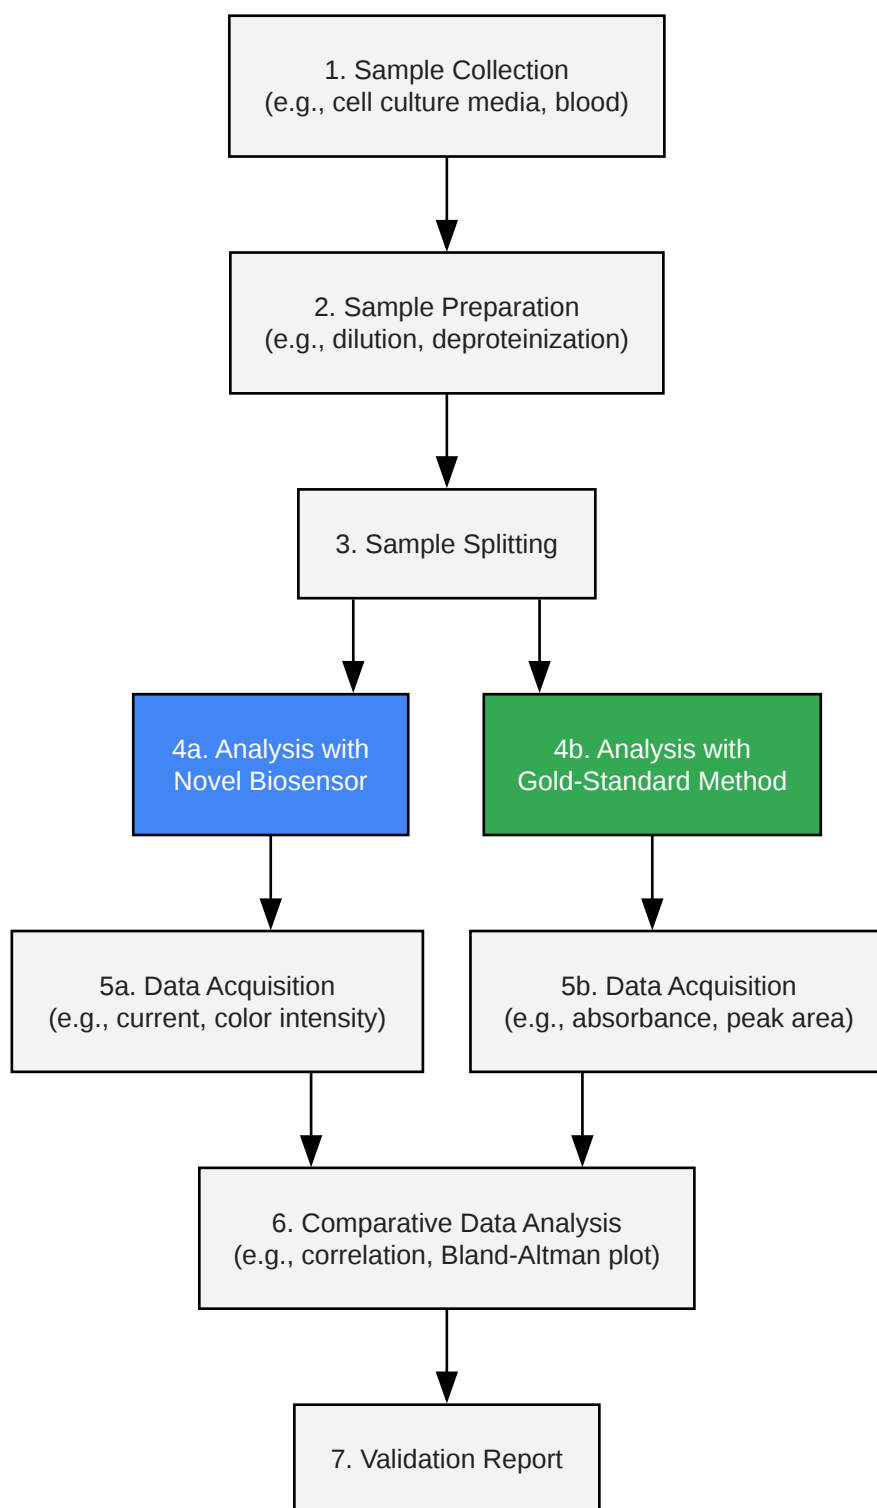 1. Sample Collection
(e.g., cell culture media, blood)
2. Sample Preparation
(e.g., dilution, deproteinization)
3. Sample Splitting
4a. Analysis with
Novel Biosensor
4b. Analysis with
Gold-Standard Method
5a. Data Acquisition
(e.g., current, color intensity)
5b. Data Acquisition
(e.g., absorbance, peak area)
6. Comparative Data Analysis
(e.g., correlation, Bland-Altman plot)
7. Validation Report